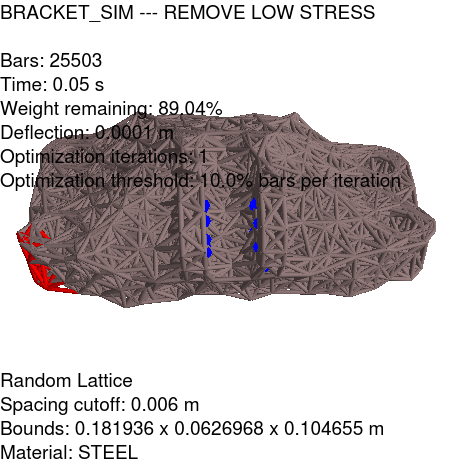 BRACKET_SIM --- REMOVE LOW STRESS
Bars: 25503
Time: 0.05 s
Weight remaining: 89.04%
Deflection: 0.0001 m
Optimization iterations: 1
Optimization threshold: 10.0% bars per iteration
Random Lattice
Spacing cutoff: 0.006 m
Bounds: 0.181936 x 0.0626968 x 0.104655 m
Material: STEEL